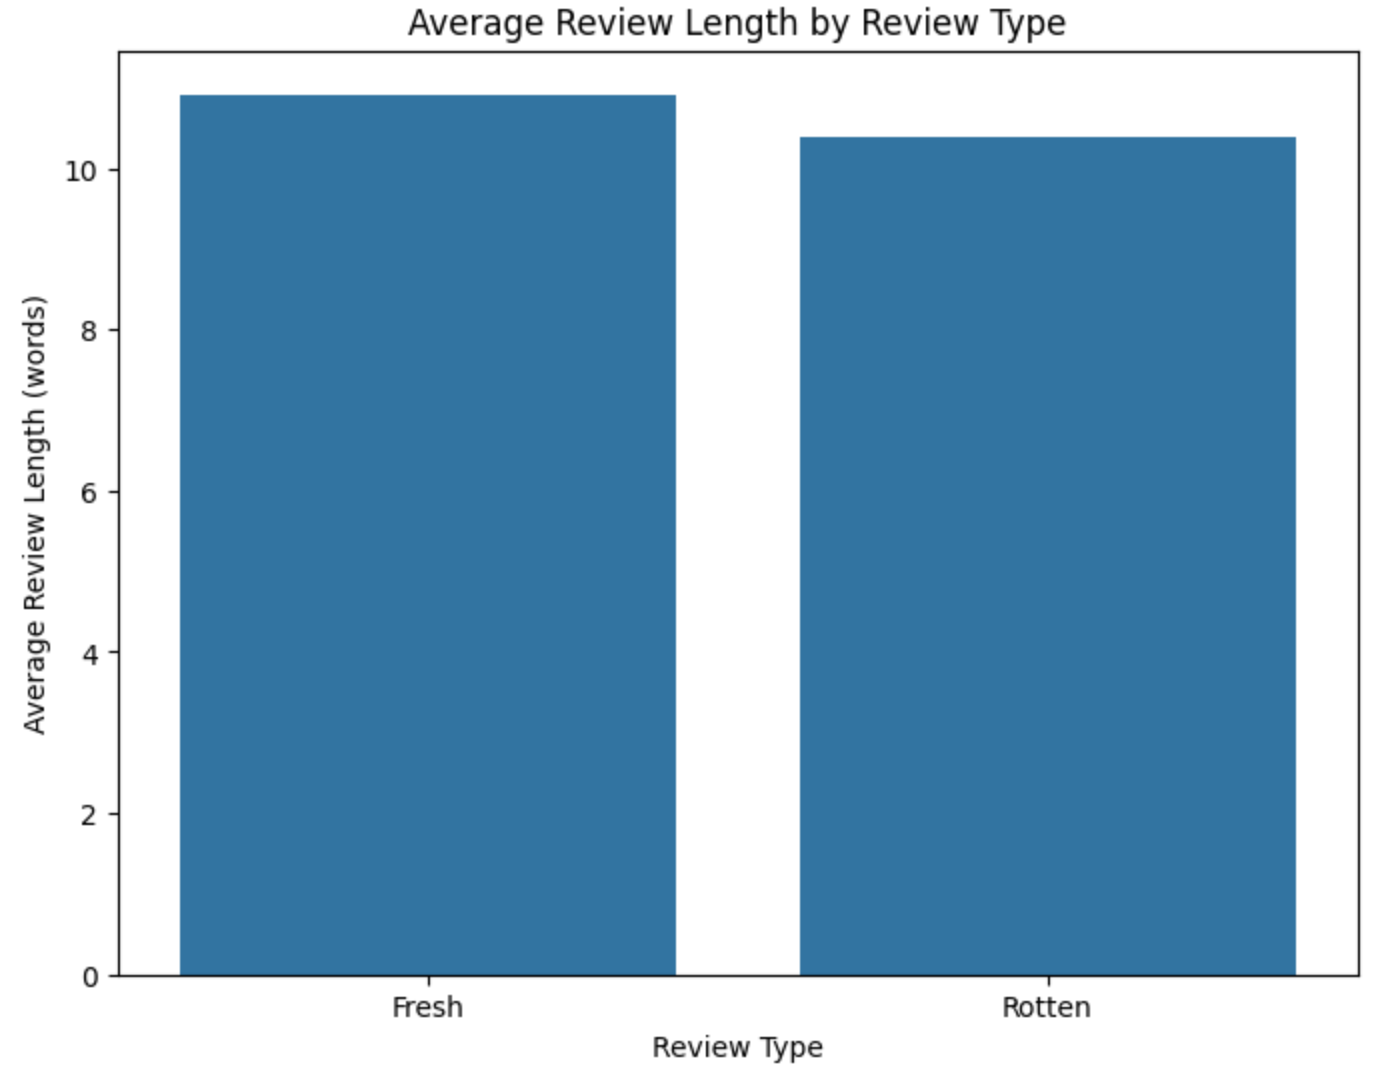 Average Review Length by Review Type
Average Review Length (words)
10
8
6
4
2
0
Fresh
Rotten
Review Type